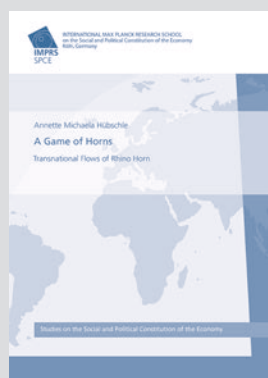 IMPRS
SPCE
INTERNATIONAL MAX PLANCK RESEARCH SCHOOL
on the Social and Political Constitution of the Economy
Köln, Germany
Annette Michaela Hübschle
A Game of Horns
Transnational Flows of Rhino Horn
Studies on the Social and Political Constitution of the Economy